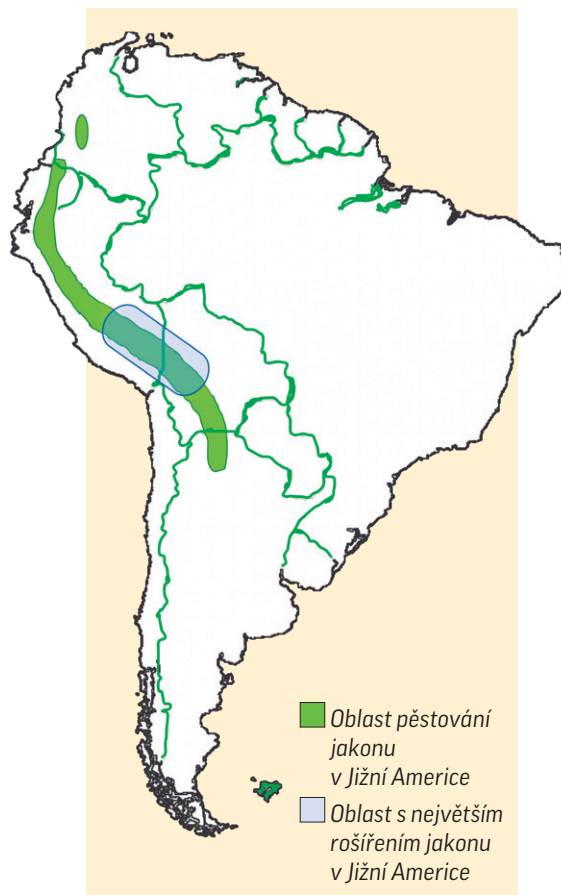 Oblast pěstování
jakonu
v Jižní Americe
Oblast s největším
rošířením jakonu
v Jižní Americe